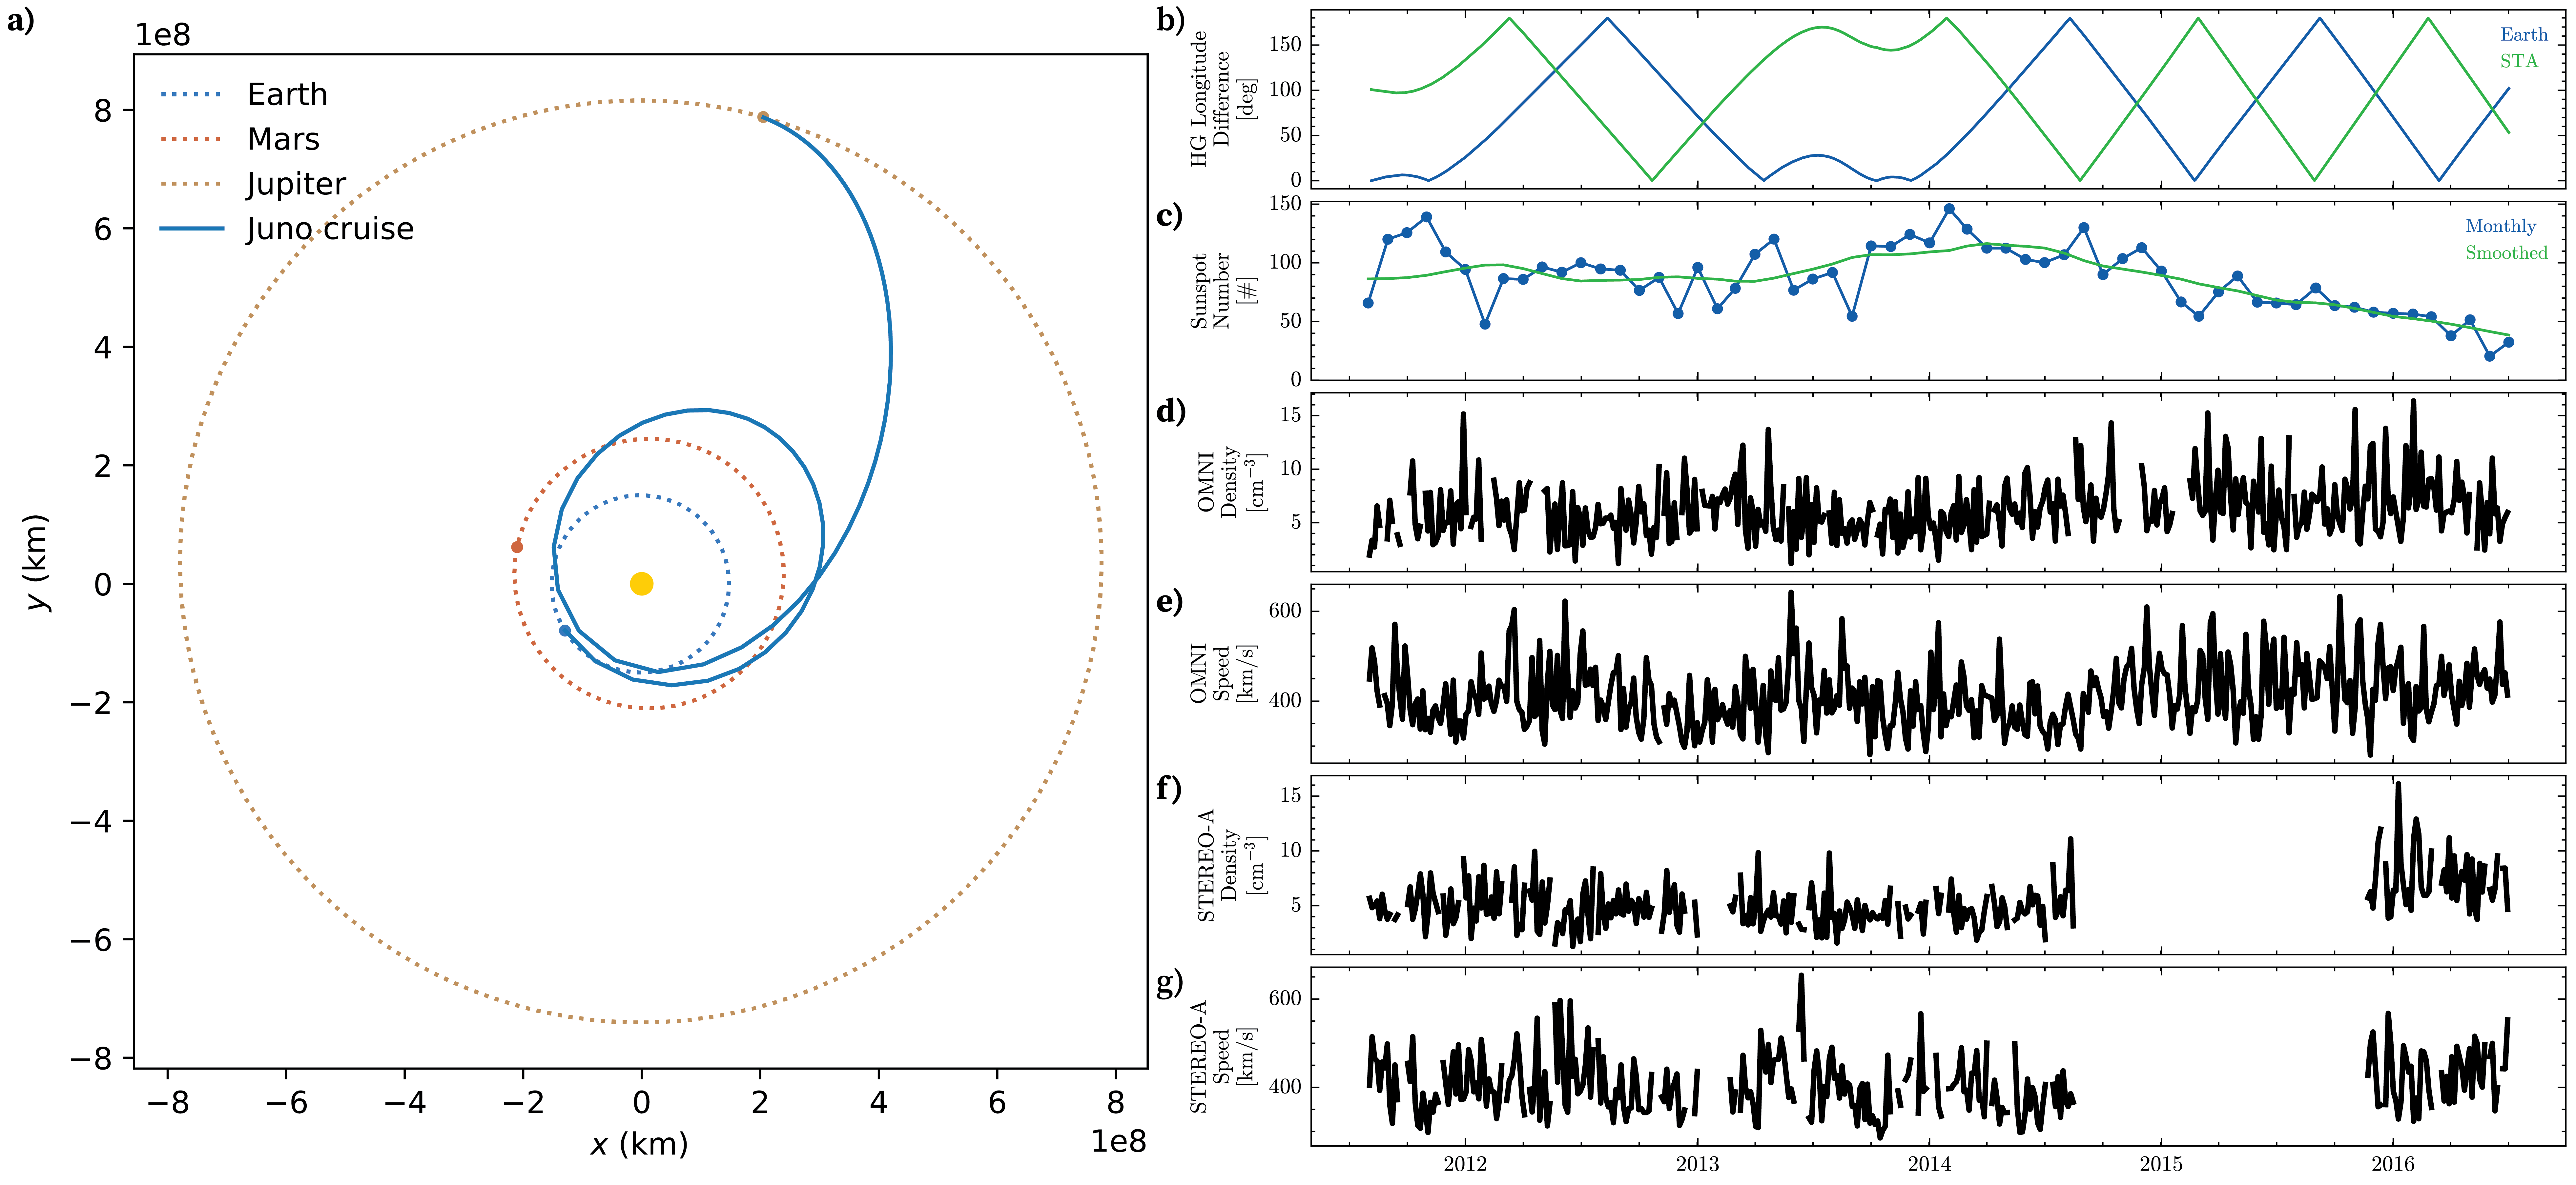 a)
1e8
Earth
Mars
Jupiter
Juno cruise
8
6
4
2
0
−2
−4
−6
−8
y (km)
−8 −6 −4 −2 0 2 4 6 8
x (km)
1e8
b)
HG Longitude
Difference
[deg]
150
100
50
0
Earth
STA
c)
Sunspot
Number
[#]
150
100
50
0
Monthly
Smoothed
d)
OMNI
Density
[cm⁻³]
15
10
5
e)
OMNI
Speed
[km/s]
600
400
f)
STEREO-A
Density
[cm⁻³]
15
10
5
g)
STEREO-A
Speed
[km/s]
600
400
2012 2013 2014 2015 2016